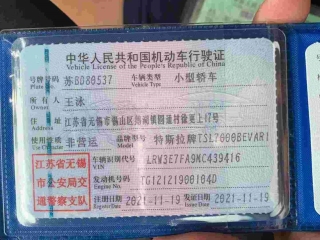 中华人民共和国机动车行驶证
Vehicle License of the People's Republic of China
号牌号码 苏BD80537 车辆类型 小型轿车
Plate No. Vehicle Type
所有人 王泳
Owner
住址 江苏省无锡市锡山区
Address
使用性质 非营运 品牌型号 特斯拉牌TSL7000BEVAR1
江苏省无锡 车辆识别代号 LRW3E7FA9MC439416
VIN
市公安局交 发动机号码 TG12121900104D
Engine No.
通警察支队 注册日期 2021-11-19 发证日期 2021-11-19
Register Date Issue Date